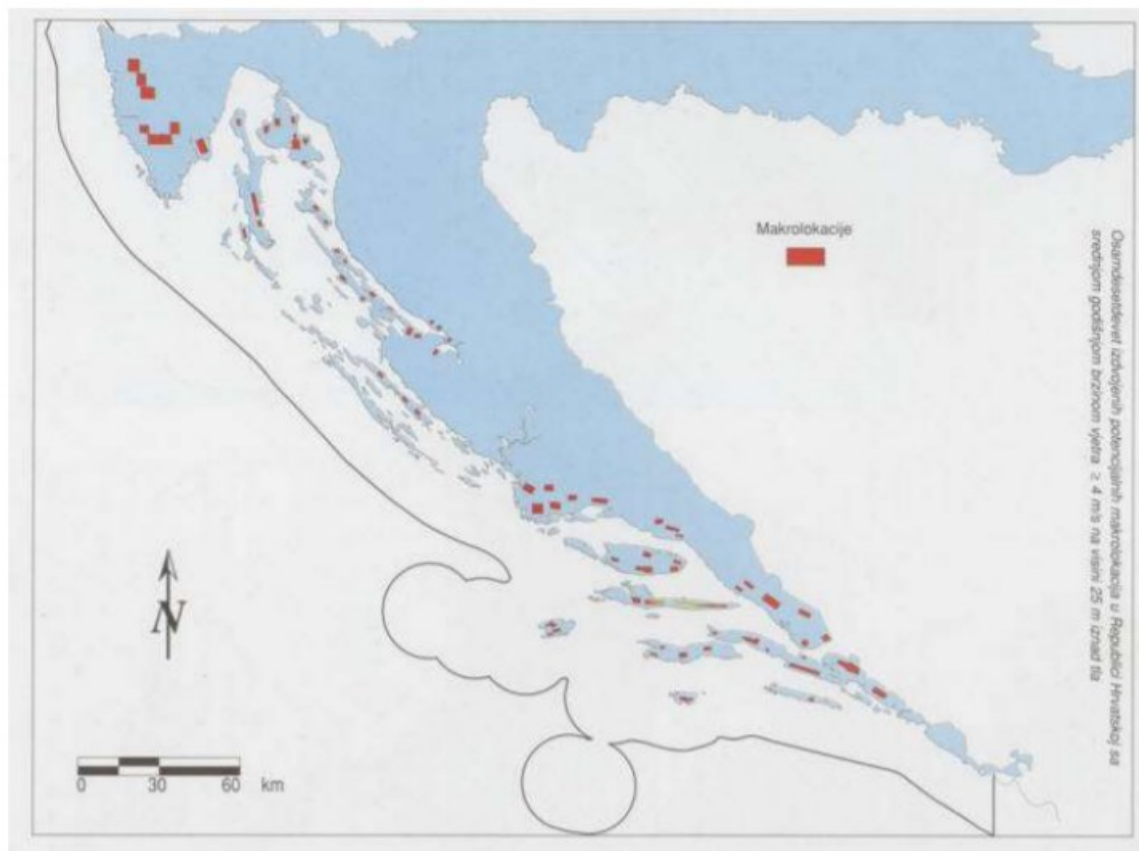 Makrolokacije
Osamdesetdevet izdvojenih potencijalnih makrolokacija u Republici Hrvatskoj sa
srednjom godišnjom brzinom vjetra ≥ 4 m/s na visini 25 m iznad tla
N
0 30 60 km